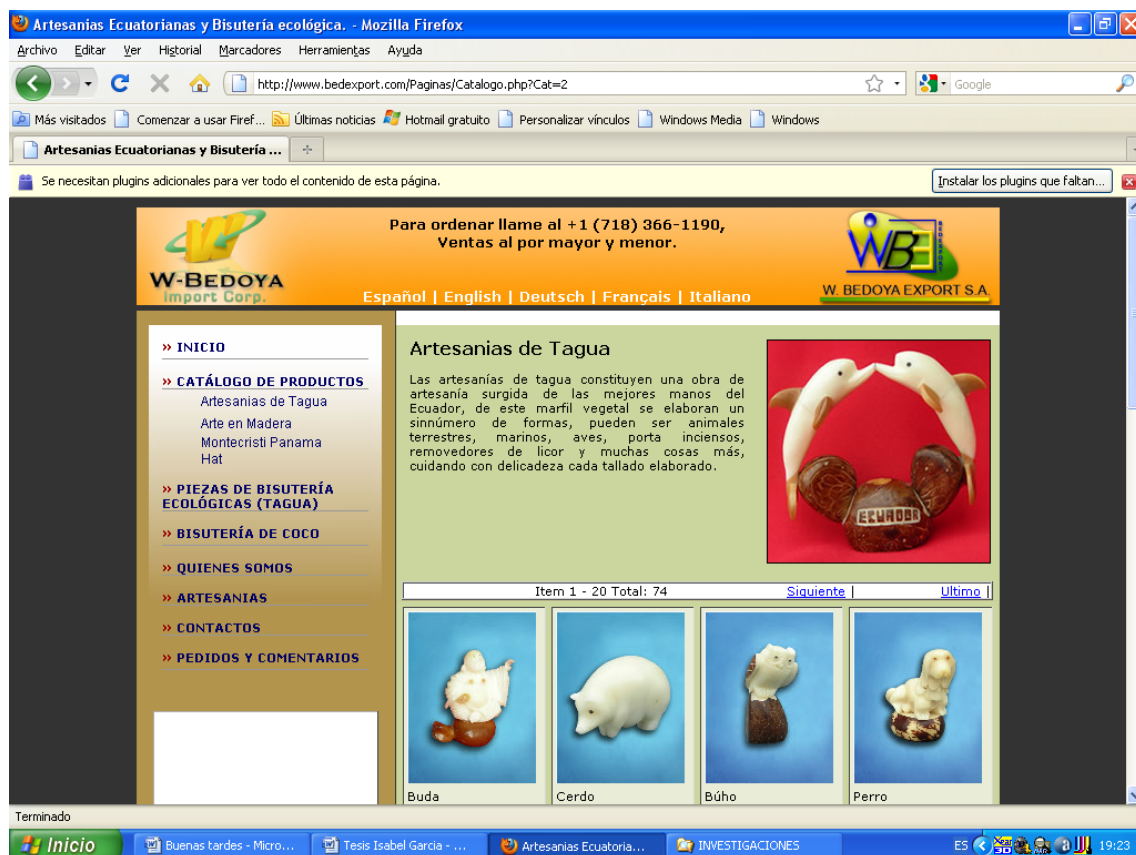 Artesanias Ecuatorianas y Bisutería ecológica. - Mozilla Firefox
Archivo Editar Ver Historial Marcadores Herramientas Ayuda
http://www.bedexport.com/Paginas/Catalogo.php?Cat=2
Google
Más visitados Comenzar a usar Firef... Últimas noticias Hotmail gratuito Personalizar vínculos Windows Media Windows
Artesanias Ecuatorianas y Bisutería ...
Se necesitan plugins adicionales para ver todo el contenido de esta página.
Instalar los plugins que faltan...
W-BEDOYA
Import Corp.
Para ordenar llame al +1 (718) 366-1190,
Ventas al por mayor y menor.
Español | English | Deutsch | Français | Italiano
WBE
BEDEXPORT
W. BEDOYA EXPORT S.A.
» INICIO
» CATÁLOGO DE PRODUCTOS
Artesanias de Tagua
Arte en Madera
Montecristi Panama
Hat
» PIEZAS DE BISUTERÍA
ECOLÓGICAS (TAGUA)
» BISUTERÍA DE COCO
» QUIENES SOMOS
» ARTESANIAS
» CONTACTOS
» PEDIDOS Y COMENTARIOS
Artesanias de Tagua
Las artesanías de tagua constituyen una obra de
artesanía surgida de las mejores manos del
Ecuador, de este marfil vegetal se elaboran un
sinnúmero de formas, pueden ser animales
terrestres, marinos, aves, porta inciensos,
removedores de licor y muchas cosas más,
cuidando con delicadeza cada tallado elaborado.
ECUADOR
Item 1 - 20 Total: 74 Siguiente | Ultimo |
Buda Cerdo Búho Perro
Terminado
Inicio Buenas tardes - Micro... Tesis Isabel Garcia - ... Artesanias Ecuatoria... INVESTIGACIONES ES 19:23